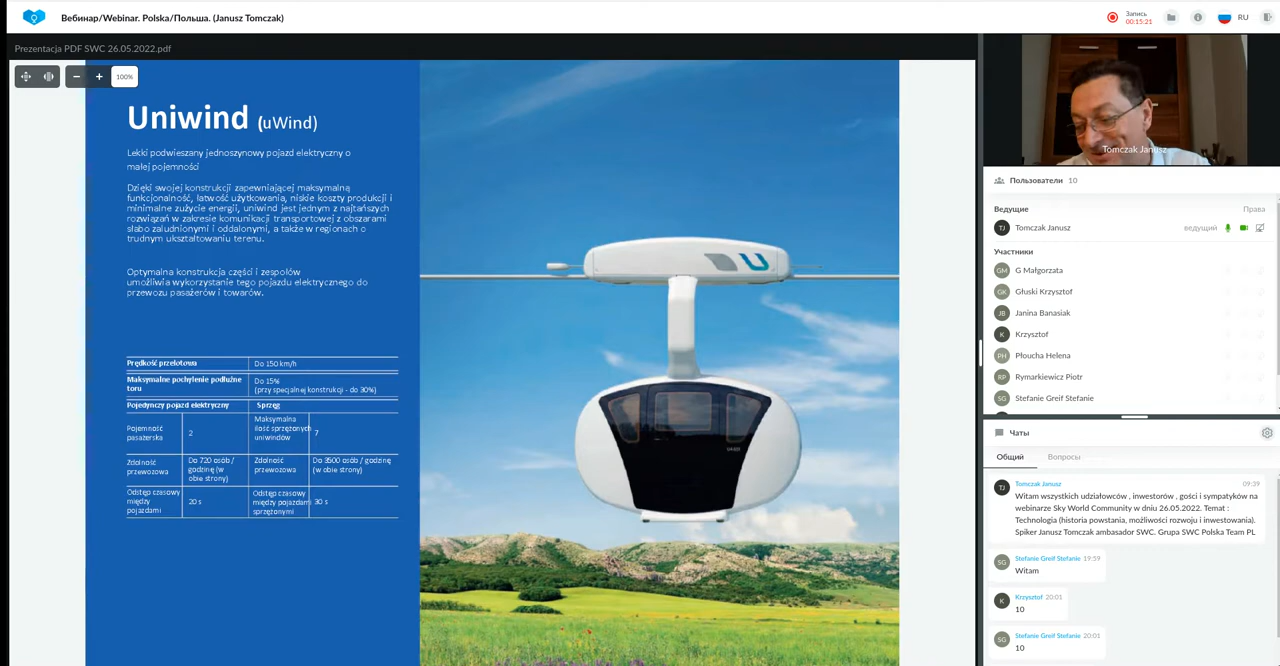 Вебинар/Webinar. Polska/Польша. (Janusz Tomczak)
Запись
00:15:21
RU
Prezentacja PDF SWC 26.05.2022.pdf
100%
Uniwind (uWind)
Lekki podwieszany jednoszynowy pojazd elektryczny o
małej pojemności
Dzięki swojej konstrukcji zapewniającej maksymalną
funkcjonalność, łatwość użytkowania, niskie koszty produkcji i
minimalne zużycie energii, uniwind jest jednym z najtańszych
rozwiązań w zakresie komunikacji transportowej z obszarami
słabo zaludnionymi i oddalonymi, a także w regionach o
trudnym ukształtowaniu terenu.
Optymalna konstrukcja części i zespołów
umożliwia wykorzystanie tego pojazdu elektrycznego do
przewozu pasażerów i towarów.
Prędkość przelotowa
Do 150 km/h
Maksymalne pochylenie podłużne
toru
Do 15%
(przy specjalnej konstrukcji - do 30%)
Pojedynczy pojazd elektryczny
Sprzęg
Pojemność
pasażerska
2
Maksymalna
ilość sprzężonych
uniwindów
7
Zdolność
przewozowa
Do 720 osób /
godzinę (w
obie strony)
Zdolność
przewozowa
Do 3500 osób / godzinę
(w obie strony)
Odstęp czasowy
między
pojazdami
20 s
Odstęp czasowy
między pojazdami
sprzężonymi
30 s
Tomczak Janusz
Пользователи 10
Ведущие
Права
TJ
Tomczak Janusz
ведущий
Участники
GM
G Małgorzata
GK
Głuski Krzysztof
JB
Janina Banasiak
K
Krzysztof
PH
Płoucha Helena
RP
Rymarkiewicz Piotr
SG
Stefanie Greif Stefanie
Чаты
Общий
Вопросы
TJ
Tomczak Janusz
09:39
Witam wszystkich udziałowców , inwestorów , gości i sympatyków na
webinarze Sky World Community w dniu 26.05.2022. Temat :
Technologia (historia powstania, możliwości rozwoju i inwestowania).
Spiker Janusz Tomczak ambasador SWC. Grupa SWC Polska Team PL
SG
Stefanie Greif Stefanie 19:59
Witam
K
Krzysztof 20:01
10
SG
Stefanie Greif Stefanie 20:01
10